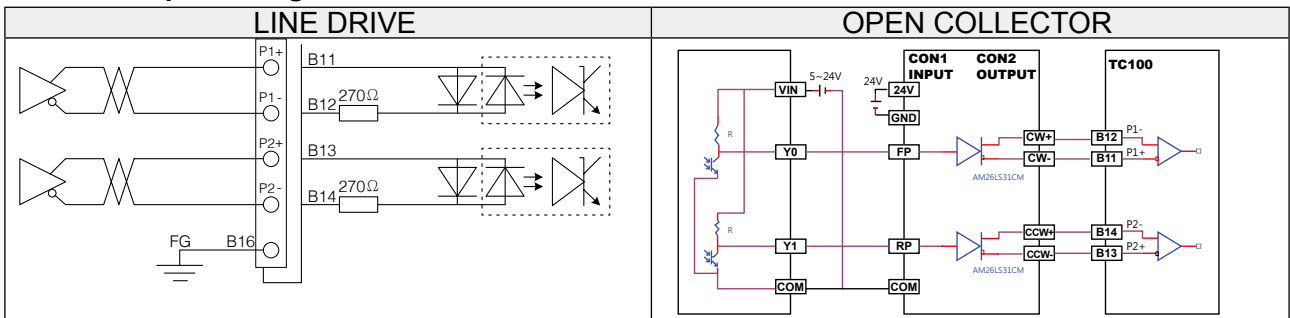 LINE DRIVE
P1+
B11
P1-
B12
270Ω
P2+
B13
P2-
B14
270Ω
FG
B16
OPEN COLLECTOR
CON1
INPUT
CON2
OUTPUT
TC100
VIN
5~24V
24V
24V
GND
R
Y0
FP
AM26LS31CM
CW+
CW-
B12
P1-
B11
P1+
R
Y1
RP
AM26LS31CM
CCW+
CCW-
B14
P2-
B13
P2+
COM
COM